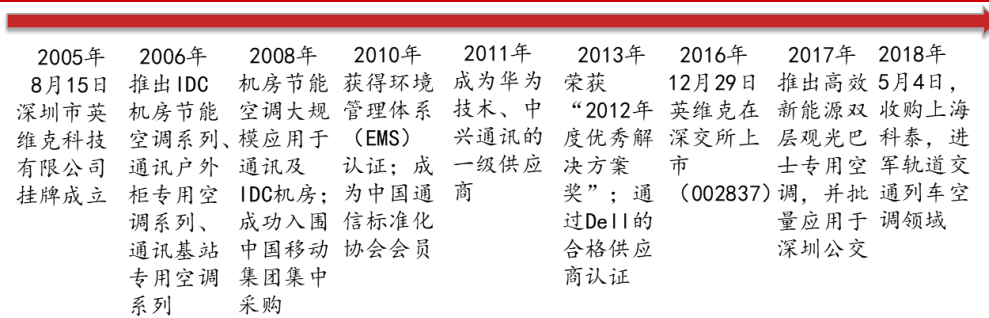 2005年
8月15日
深圳市英
维克科技
有限公司
挂牌成立
2006年
推出IDC
机房节能
空调系列、
通讯户外
柜专用空
调系列、
通讯基站
专用空调
系列
2008年
机房节能
空调大规
模应用于
通讯及
IDC机房；
成功入围
中国移动
集团集中
采购
2010年
获得环境
管理体系
（EMS）
认证；成
为中国通
信标准化
协会会员
2011年
成为华为
技术、中
兴通讯的
一级供应
商
2013年
荣获
“2012年
度优秀解
决方案
奖”；通
过Dell的
合格供应
商认证
2016年
12月29日
英维克在
深交所上
市
（002837）
2017年
推出高效
新能源双
层观光巴
士专用空
调，并批
量应用于
深圳公交
2018年
5月4日，
收购上海
科泰，进
军轨道交
通列车空
调领域